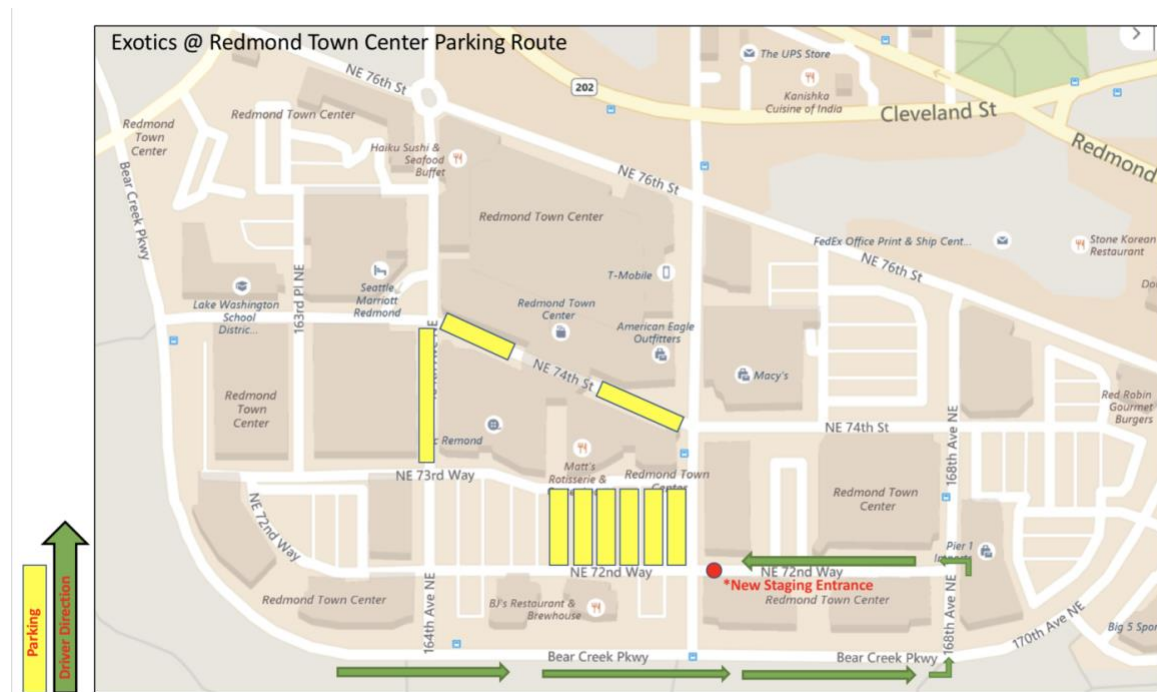 Exotics @ Redmond Town Center Parking Route
NE 76th St
202
The UPS Store
Kanishka
Cuisine of India
Cleveland St
Redmond
Redmond
Town
Center
Redmond Town Center
Haiku Sushi &
Seafood
Buffet
NE 76th St
Bear Creek Pkwy
Redmond Town Center
FedEx Office Print & Ship Cent...
Stone Korean
Restaurant
NE 76th St
T-Mobile
Lake Washington
School
Distric...
163rd Pl NE
Seattle
Marriott
Redmond
Redmond Town
Center
American Eagle
Outfitters
NE
NE 74th St
Macy's
Redmond
Town
Center
Red Robin
Gourmet
Burgers
NE 74th St
168th Ave NE
Remond
Matt's
Rotisserie &
Redmond Town
Center
NE 73rd Way
Redmond Town
Center
NE 72nd Way
Pier 1
NE 72nd Way
NE 72nd Way
*New Staging Entrance
Redmond Town Center
BJ's Restaurant &
Brewhouse
Redmond Town Center
164th Ave NE
168th Ave NE
170th Ave NE
Big 5 Spor
Bear Creek Pkwy
Bear Creek Pkwy
Parking
Driver Direction